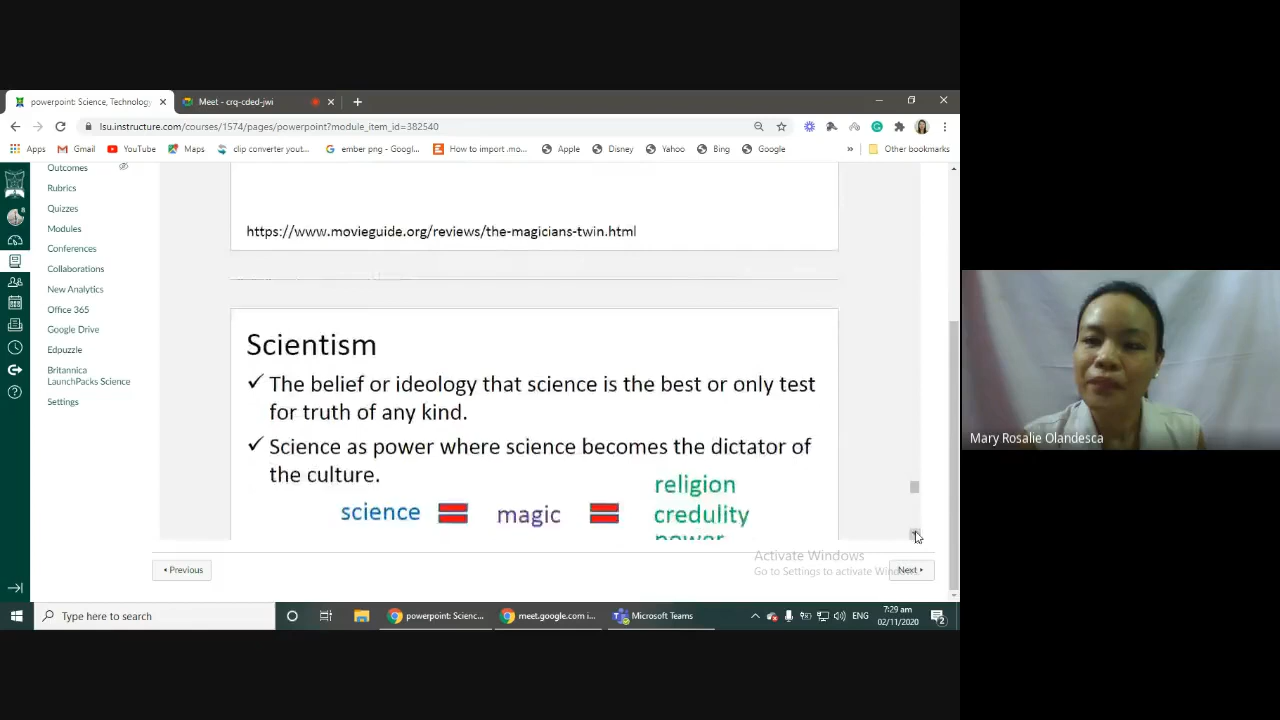 powerpoint: Science, Technology
Meet - crq-cded-jwi
lsu.instructure.com/courses/1574/pages/powerpoint?module_item_id=382540
Apps
Gmail
YouTube
Maps
clip converter yout...
ember png - Googl...
How to import .mo...
Apple
Disney
Yahoo
Bing
Google
Other bookmarks
Outcomes
Rubrics
Quizzes
Modules
Conferences
Collaborations
New Analytics
Office 365
Google Drive
Edpuzzle
Britannica
LaunchPacks Science
Settings
https://www.movieguide.org/reviews/the-magicians-twin.html
Scientism
✓ The belief or ideology that science is the best or only test
for truth of any kind.
✓ Science as power where science becomes the dictator of
the culture.
science = magic = religion
credulity
power
Previous
Next
Activate Windows
Go to Settings to activate Windows
Mary Rosalie Olandesca
Type here to search
powerpoint: Scienc...
meet.google.com i...
Microsoft Teams
ENG
7:29 am
02/11/2020
2